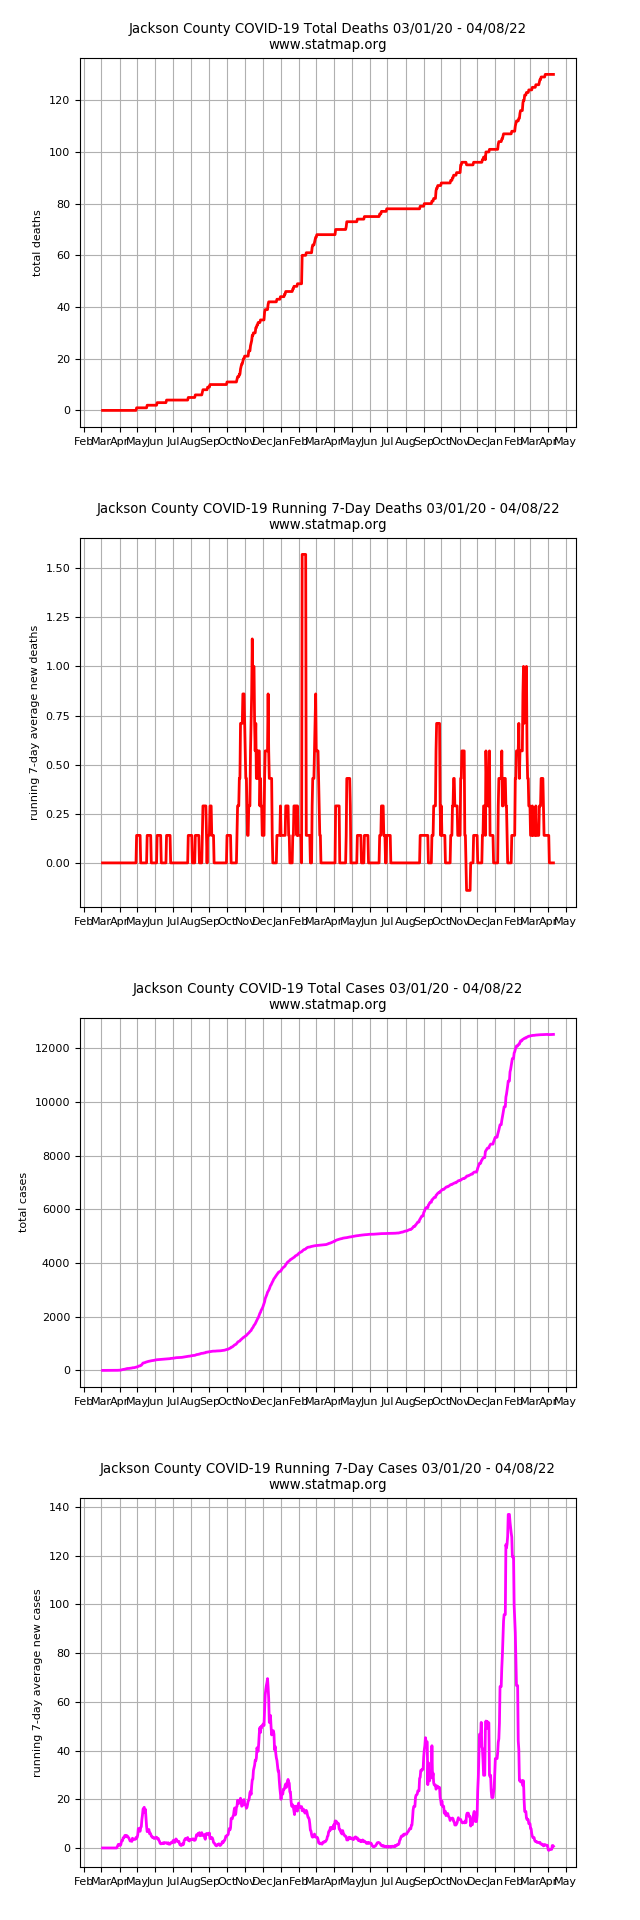 Jackson County COVID-19 Total Deaths 03/01/20 - 04/08/22
www.statmap.org
120
100
80
60
40
20
0
total deaths
Feb Mar Apr May Jun Jul Aug Sep Oct Nov Dec Jan Feb Mar Apr May Jun Jul Aug Sep Oct Nov Dec Jan Feb Mar Apr May
Jackson County COVID-19 Running 7-Day Deaths 03/01/20 - 04/08/22
www.statmap.org
1.50
1.25
1.00
0.75
0.50
0.25
0.00
running 7-day average new deaths
Feb Mar Apr May Jun Jul Aug Sep Oct Nov Dec Jan Feb Mar Apr May Jun Jul Aug Sep Oct Nov Dec Jan Feb Mar Apr May
Jackson County COVID-19 Total Cases 03/01/20 - 04/08/22
www.statmap.org
12000
10000
8000
6000
4000
2000
0
total cases
Feb Mar Apr May Jun Jul Aug Sep Oct Nov Dec Jan Feb Mar Apr May Jun Jul Aug Sep Oct Nov Dec Jan Feb Mar Apr May
Jackson County COVID-19 Running 7-Day Cases 03/01/20 - 04/08/22
www.statmap.org
140
120
100
80
60
40
20
0
running 7-day average new cases
Feb Mar Apr May Jun Jul Aug Sep Oct Nov Dec Jan Feb Mar Apr May Jun Jul Aug Sep Oct Nov Dec Jan Feb Mar Apr May